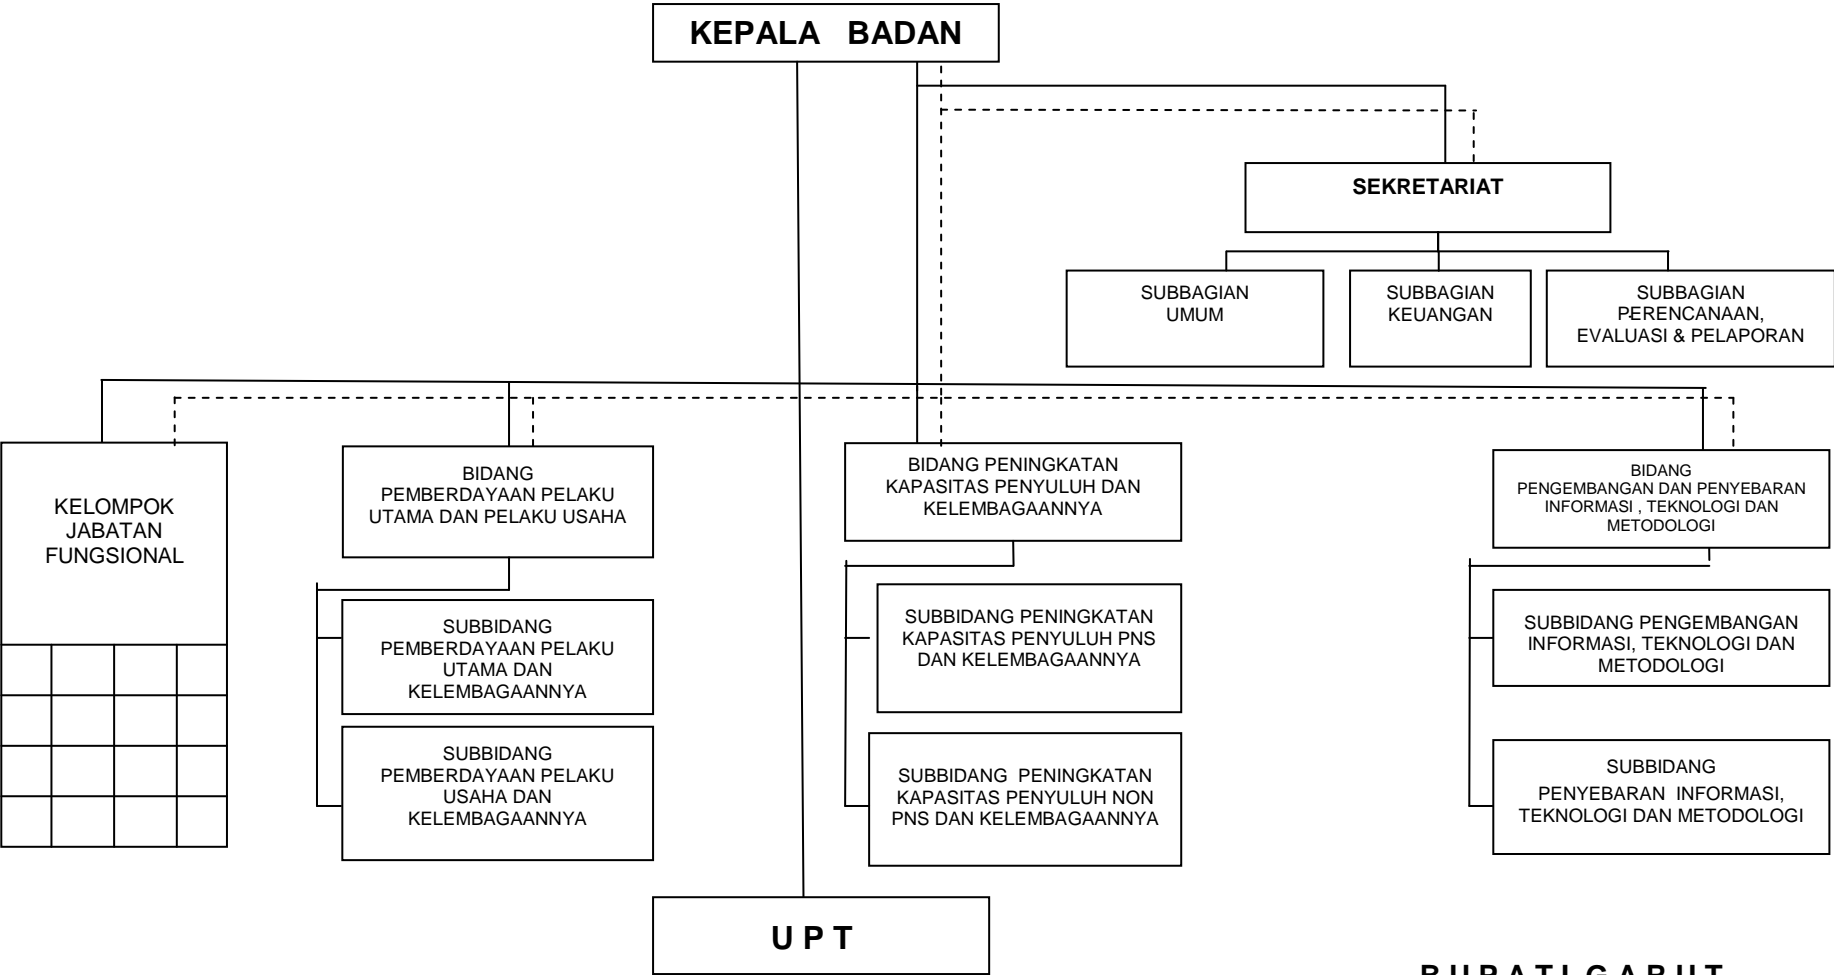 KEPALA BADAN
SEKRETARIAT
SUBBAGIAN
UMUM
SUBBAGIAN
KEUANGAN
SUBBAGIAN
PERENCANAAN,
EVALUASI & PELAPORAN
KELOMPOK
JABATAN
FUNGSIONAL
BIDANG
PEMBERDAYAAN PELAKU
UTAMA DAN PELAKU USAHA
BIDANG PENINGKATAN
KAPASITAS PENYULUH DAN
KELEMBAGAANNYA
BIDANG
PENGEMBANGAN DAN PENYEBARAN
INFORMASI , TEKNOLOGI DAN
METODOLOGI
SUBBIDANG
PEMBERDAYAAN PELAKU
UTAMA DAN
KELEMBAGAANNYA
SUBBIDANG PENINGKATAN
KAPASITAS PENYULUH PNS
DAN KELEMBAGAANNYA
SUBBIDANG PENGEMBANGAN
INFORMASI, TEKNOLOGI DAN
METODOLOGI
SUBBIDANG
PEMBERDAYAAN PELAKU
USAHA DAN
KELEMBAGAANNYA
SUBBIDANG PENINGKATAN
KAPASITAS PENYULUH NON
PNS DAN KELEMBAGAANNYA
SUBBIDANG
PENYEBARAN INFORMASI,
TEKNOLOGI DAN METODOLOGI
U P T
B U P A T I G A R U T